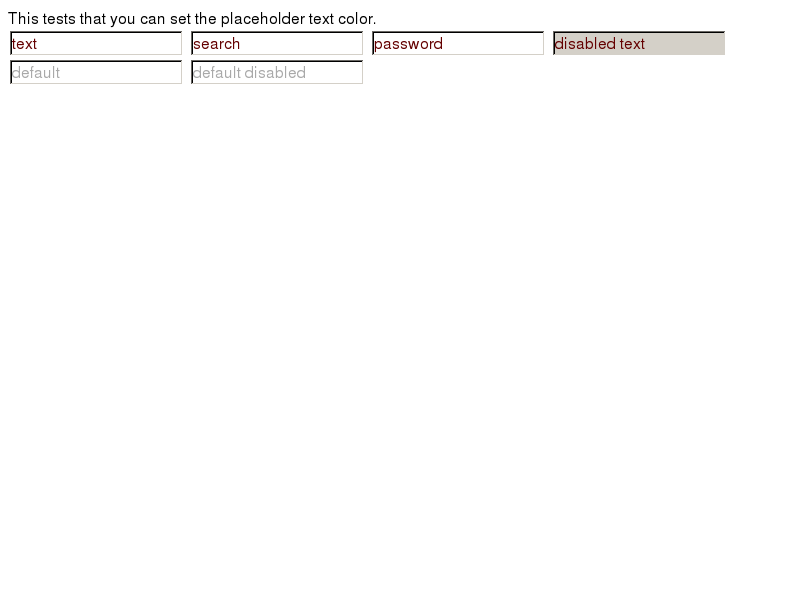 This tests that you can set the placeholder text color.
text search password disabled text
default default disabled